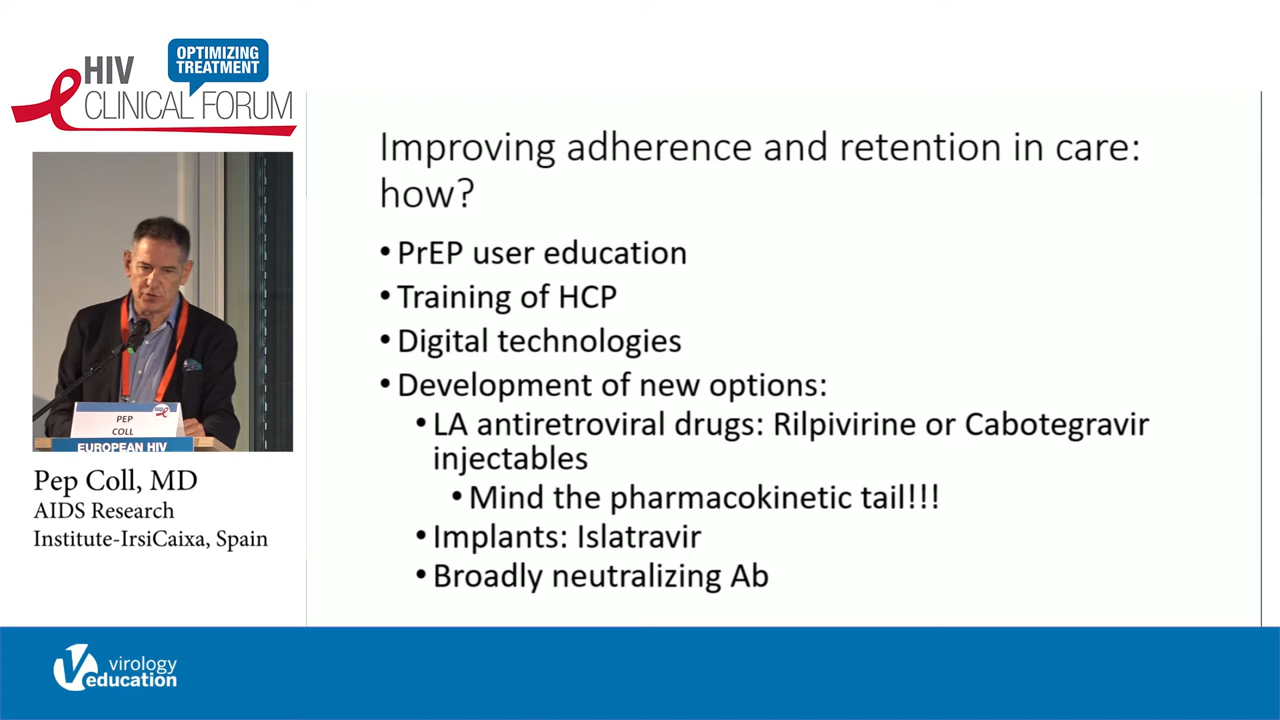 OPTIMIZING
TREATMENT
HIV
CLINICAL FORUM
Improving adherence and retention in care:
how?
• PrEP user education
• Training of HCP
• Digital technologies
• Development of new options:
• LA antiretroviral drugs: Rilpivirine or Cabotegravir
injectables
• Mind the pharmacokinetic tail!!!
• Implants: Islatravir
• Broadly neutralizing Ab
PEP
COLL
EUROPEAN HIV
Pep Coll, MD
AIDS Research
Institute-IrsiCaixa, Spain
virology
education